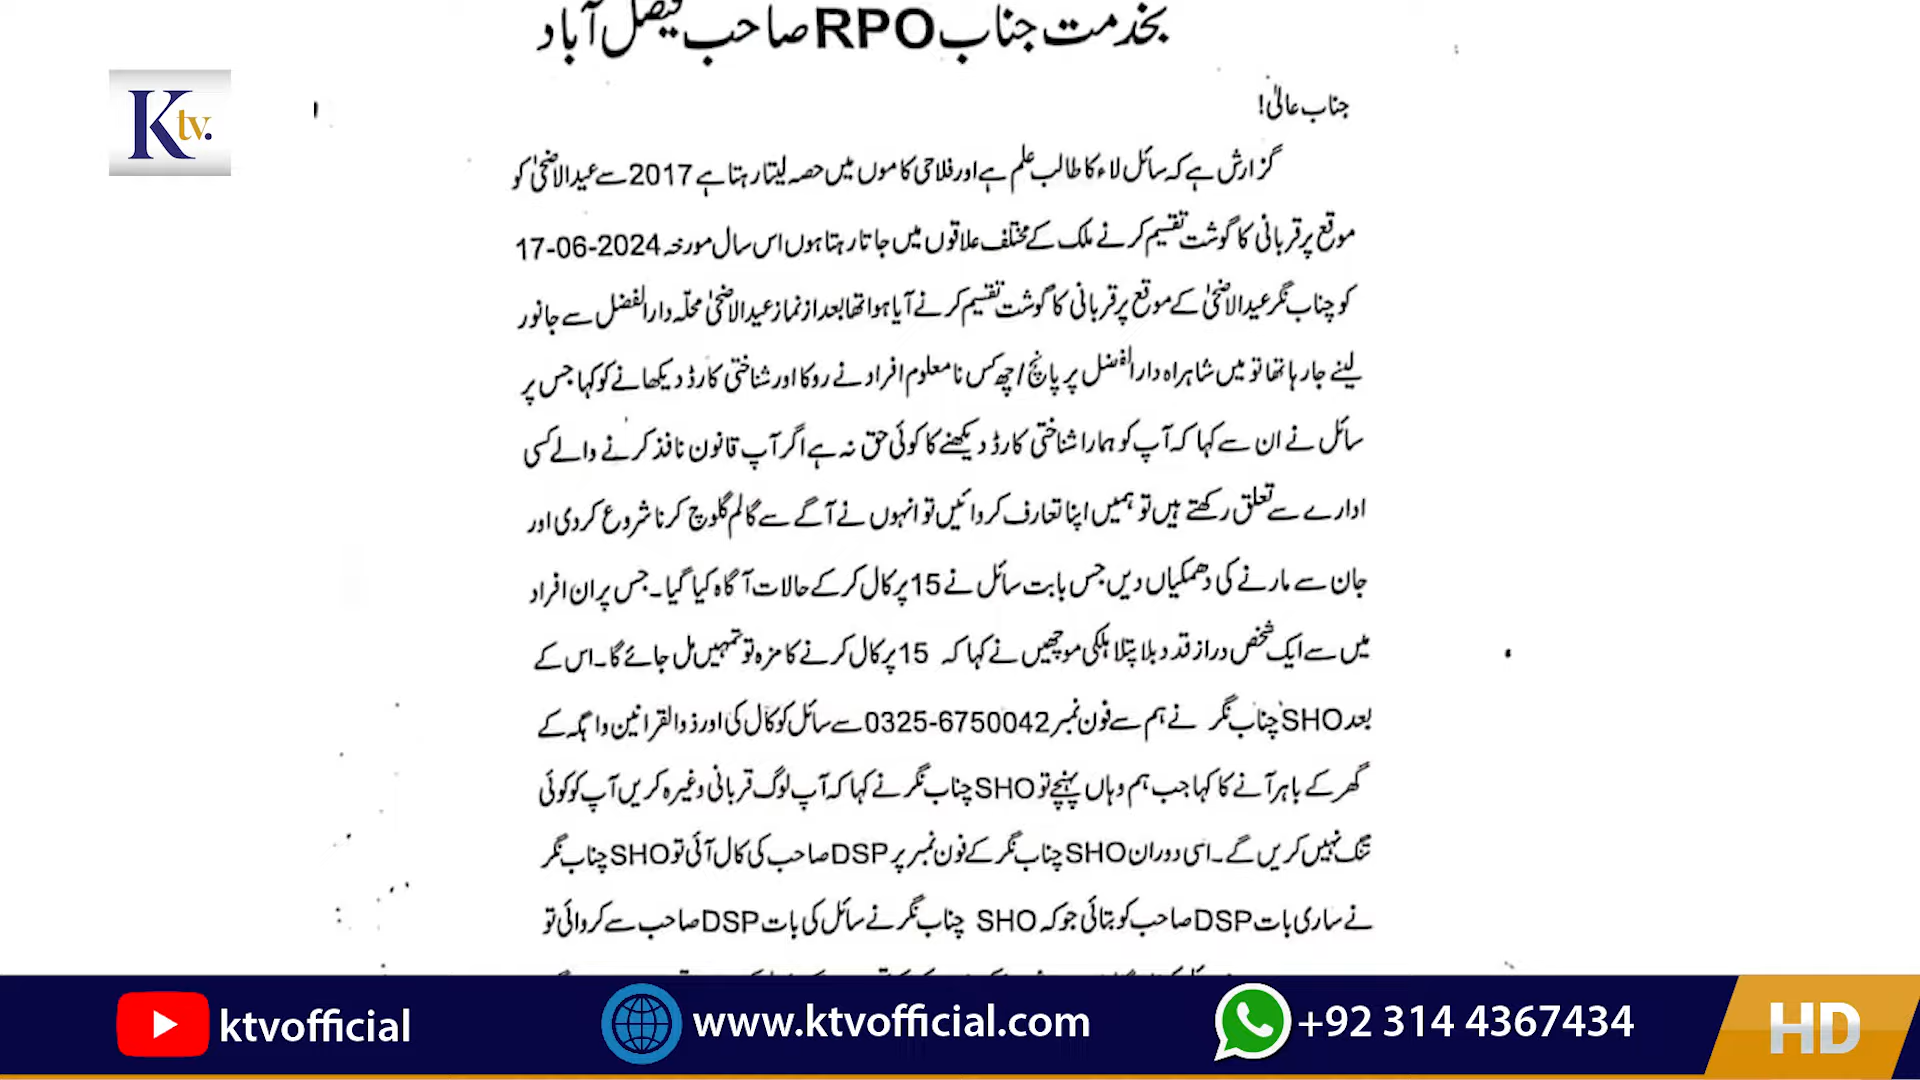 بخدمت جناب RPO صاحب فیصل آباد
K tv.
جناب عالیٰ!
گزارش ہے کہ سائل لاء کا طالب علم ہے اور فلاحی کاموں میں حصہ لیتا رہتا ہے 2017 سے عیدالاضحیٰ کو
موقع پر قربانی کا گوشت تقسیم کرنے ملک کے مختلف علاقوں میں جاتا رہتا ہوں اس سال مورخہ 17-06-2024
کو چناب نگر عیدالاضحیٰ کے موقع پر قربانی کا گوشت تقسیم کرنے آیا ہوا تھا بعد از نماز عیدالاضحیٰ محلّہ دارالفضل سے جانور
لینے جا رہا تھا تو میں شاہراہ دارالفضل پر پانچ / چھ کس نامعلوم افراد نے روکا اور شناختی کارڈ دیکھانے کو کہا جس پر
سائل نے ان سے کہا کہ آپ کو ہمارا شناختی کارڈ دیکھنے کا کوئی حق نہ ہے اگر آپ قانون نافذ کرنے والے کسی
ادارے سے تعلق رکھتے ہیں تو ہمیں اپنا تعارف کروائیں تو انہوں نے آگے سے گالم گلوچ کرنا شروع کر دی اور
جان سے مارنے کی دھمکیاں دیں جس بابت سائل نے 15 پر کال کر کے حالات آگاہ کیا گیا۔ جس پر ان افراد
میں سے ایک شخص دراز قد دبلا پتلا ہلکی موچھیں نے کہا کہ 15 پر کال کرنے کا مزہ تو تمہیں مل جائے گا۔ اس کے
بعد SHO چناب نگر نے ہم سے فون نمبر 0325-6750042 سے سائل کو کال کی اور ذوالقرانین واہگہ کے
گھر کے باہر آنے کا کہا جب ہم وہاں پہنچے تو SHO چناب نگر نے کہا کہ آپ لوگ قربانی وغیرہ کریں آپ کو کوئی
تنگ نہیں کریں گے۔ اسی دوران SHO چناب نگر کے فون نمبر پر DSP صاحب کی کال آئی تو SHO چناب نگر
نے ساری بات DSP صاحب کو بتائی جو کہ SHO چناب نگر نے سائل کی بات DSP صاحب سے کروائی تو
ktvofficial
www.ktvofficial.com
+92 314 4367434
HD